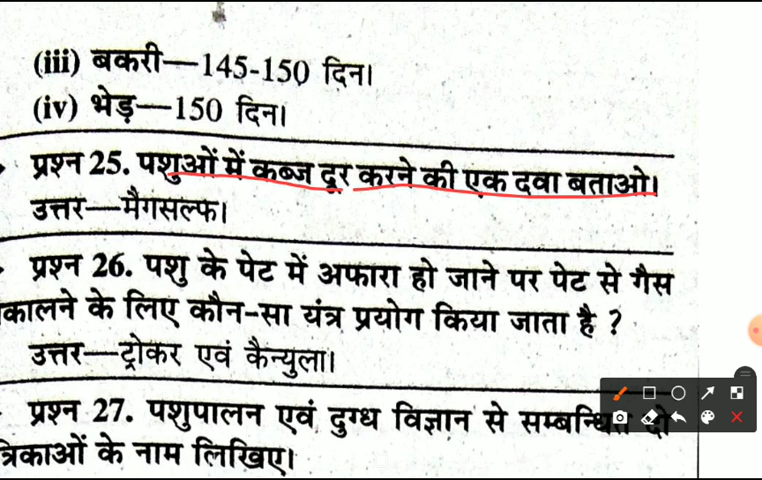 (iii) बकरी—145-150 दिन।
(iv) भेड़—150 दिन।
प्रश्न 25. पशुओं में कब्ज दूर करने की एक दवा बताओ।
उत्तर—मैगसल्फ।
प्रश्न 26. पशु के पेट में अफारा हो जाने पर पेट से गैस
कालने के लिए कौन-सा यंत्र प्रयोग किया जाता है ?
उत्तर—ट्रोकर एवं कैन्युला।
प्रश्न 27. पशुपालन एवं दुग्ध विज्ञान से सम्बन्धित दो
त्रिकाओं के नाम लिखिए।